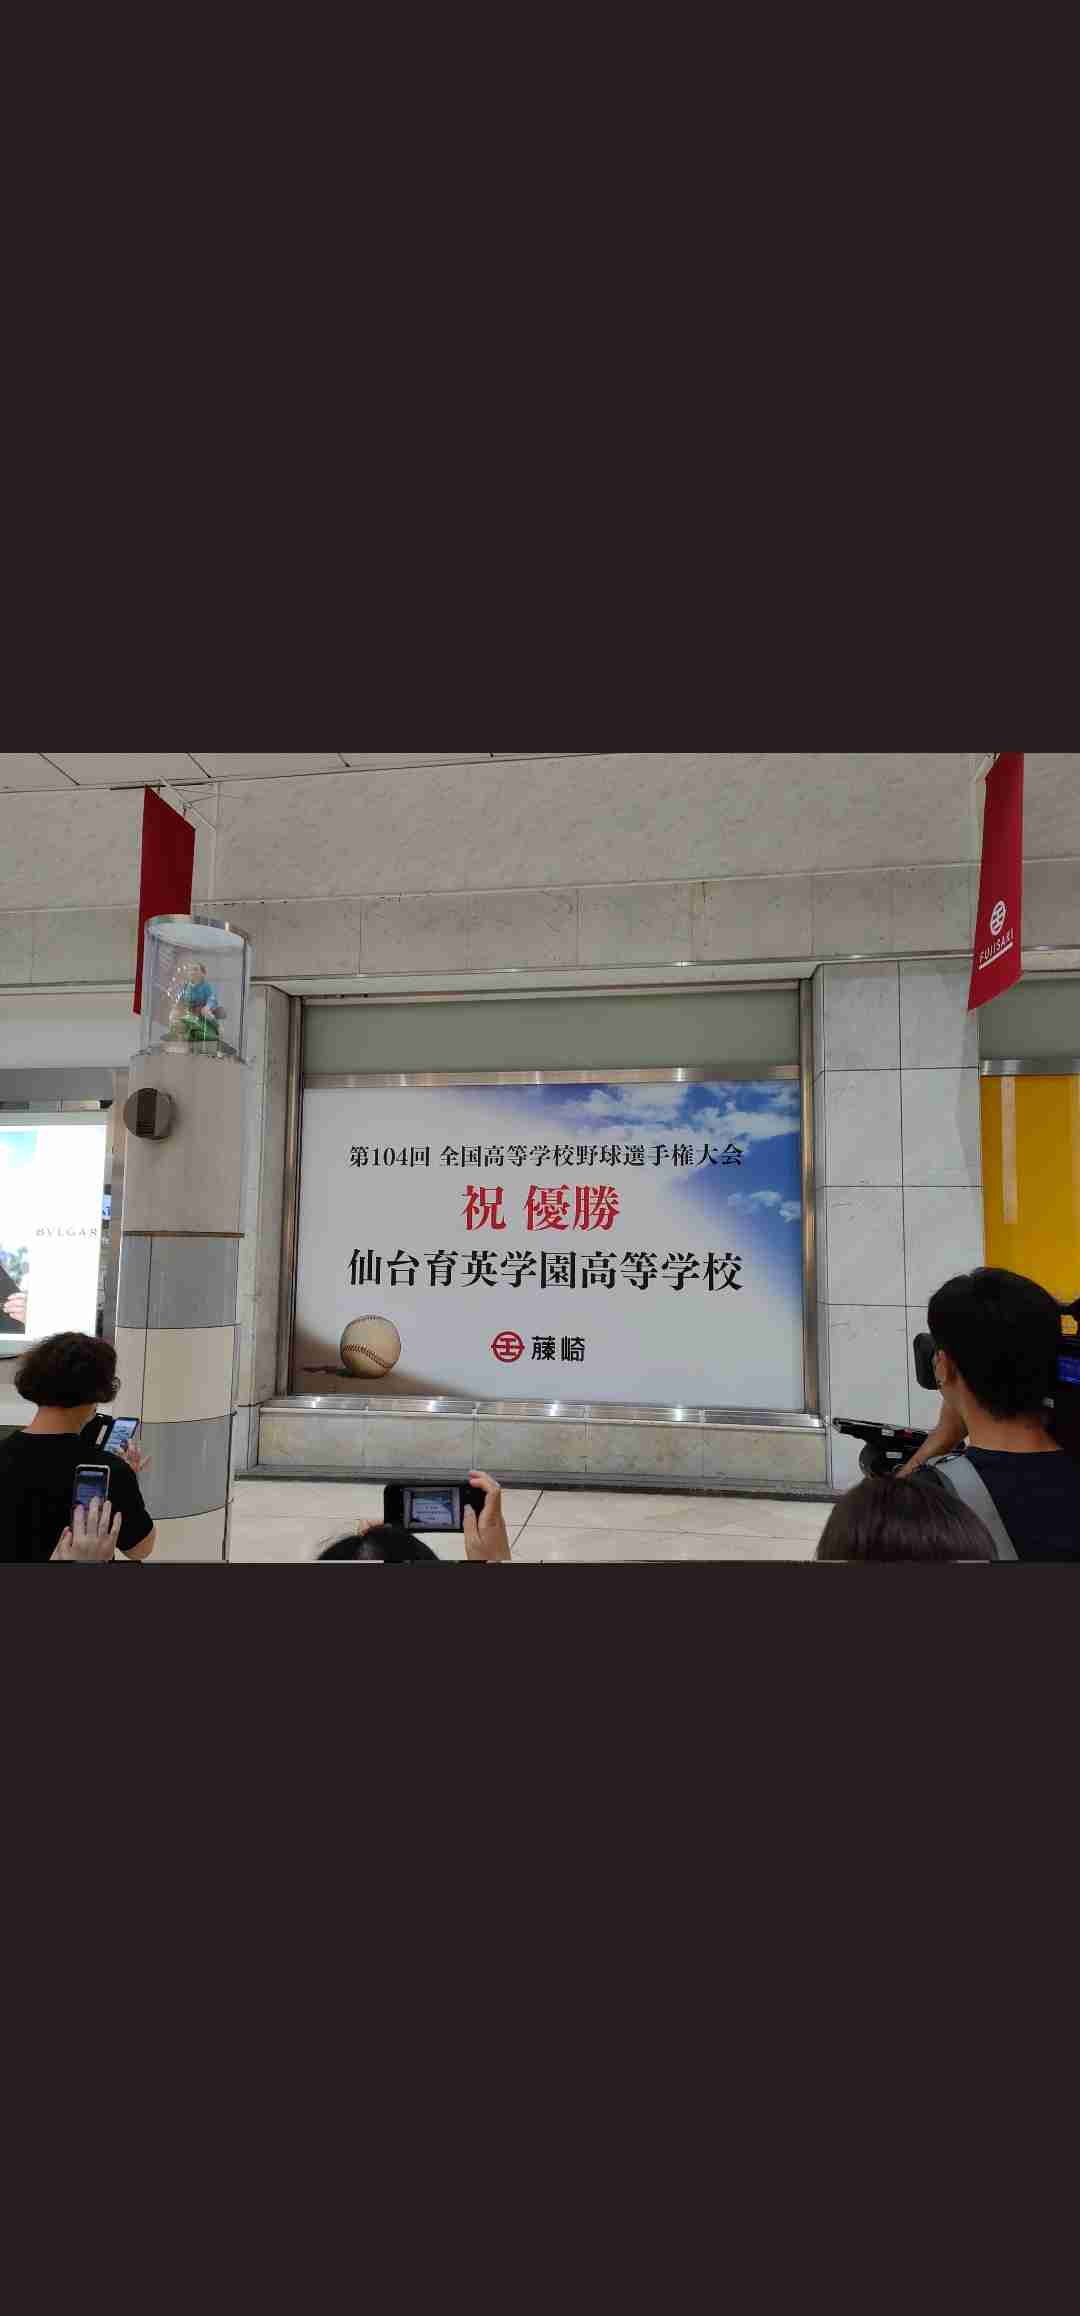 FUJISAKI
BVLGAR
第104回 全国高等学校野球選手権大会
祝 優勝
仙台育英学園高等学校
藤崎